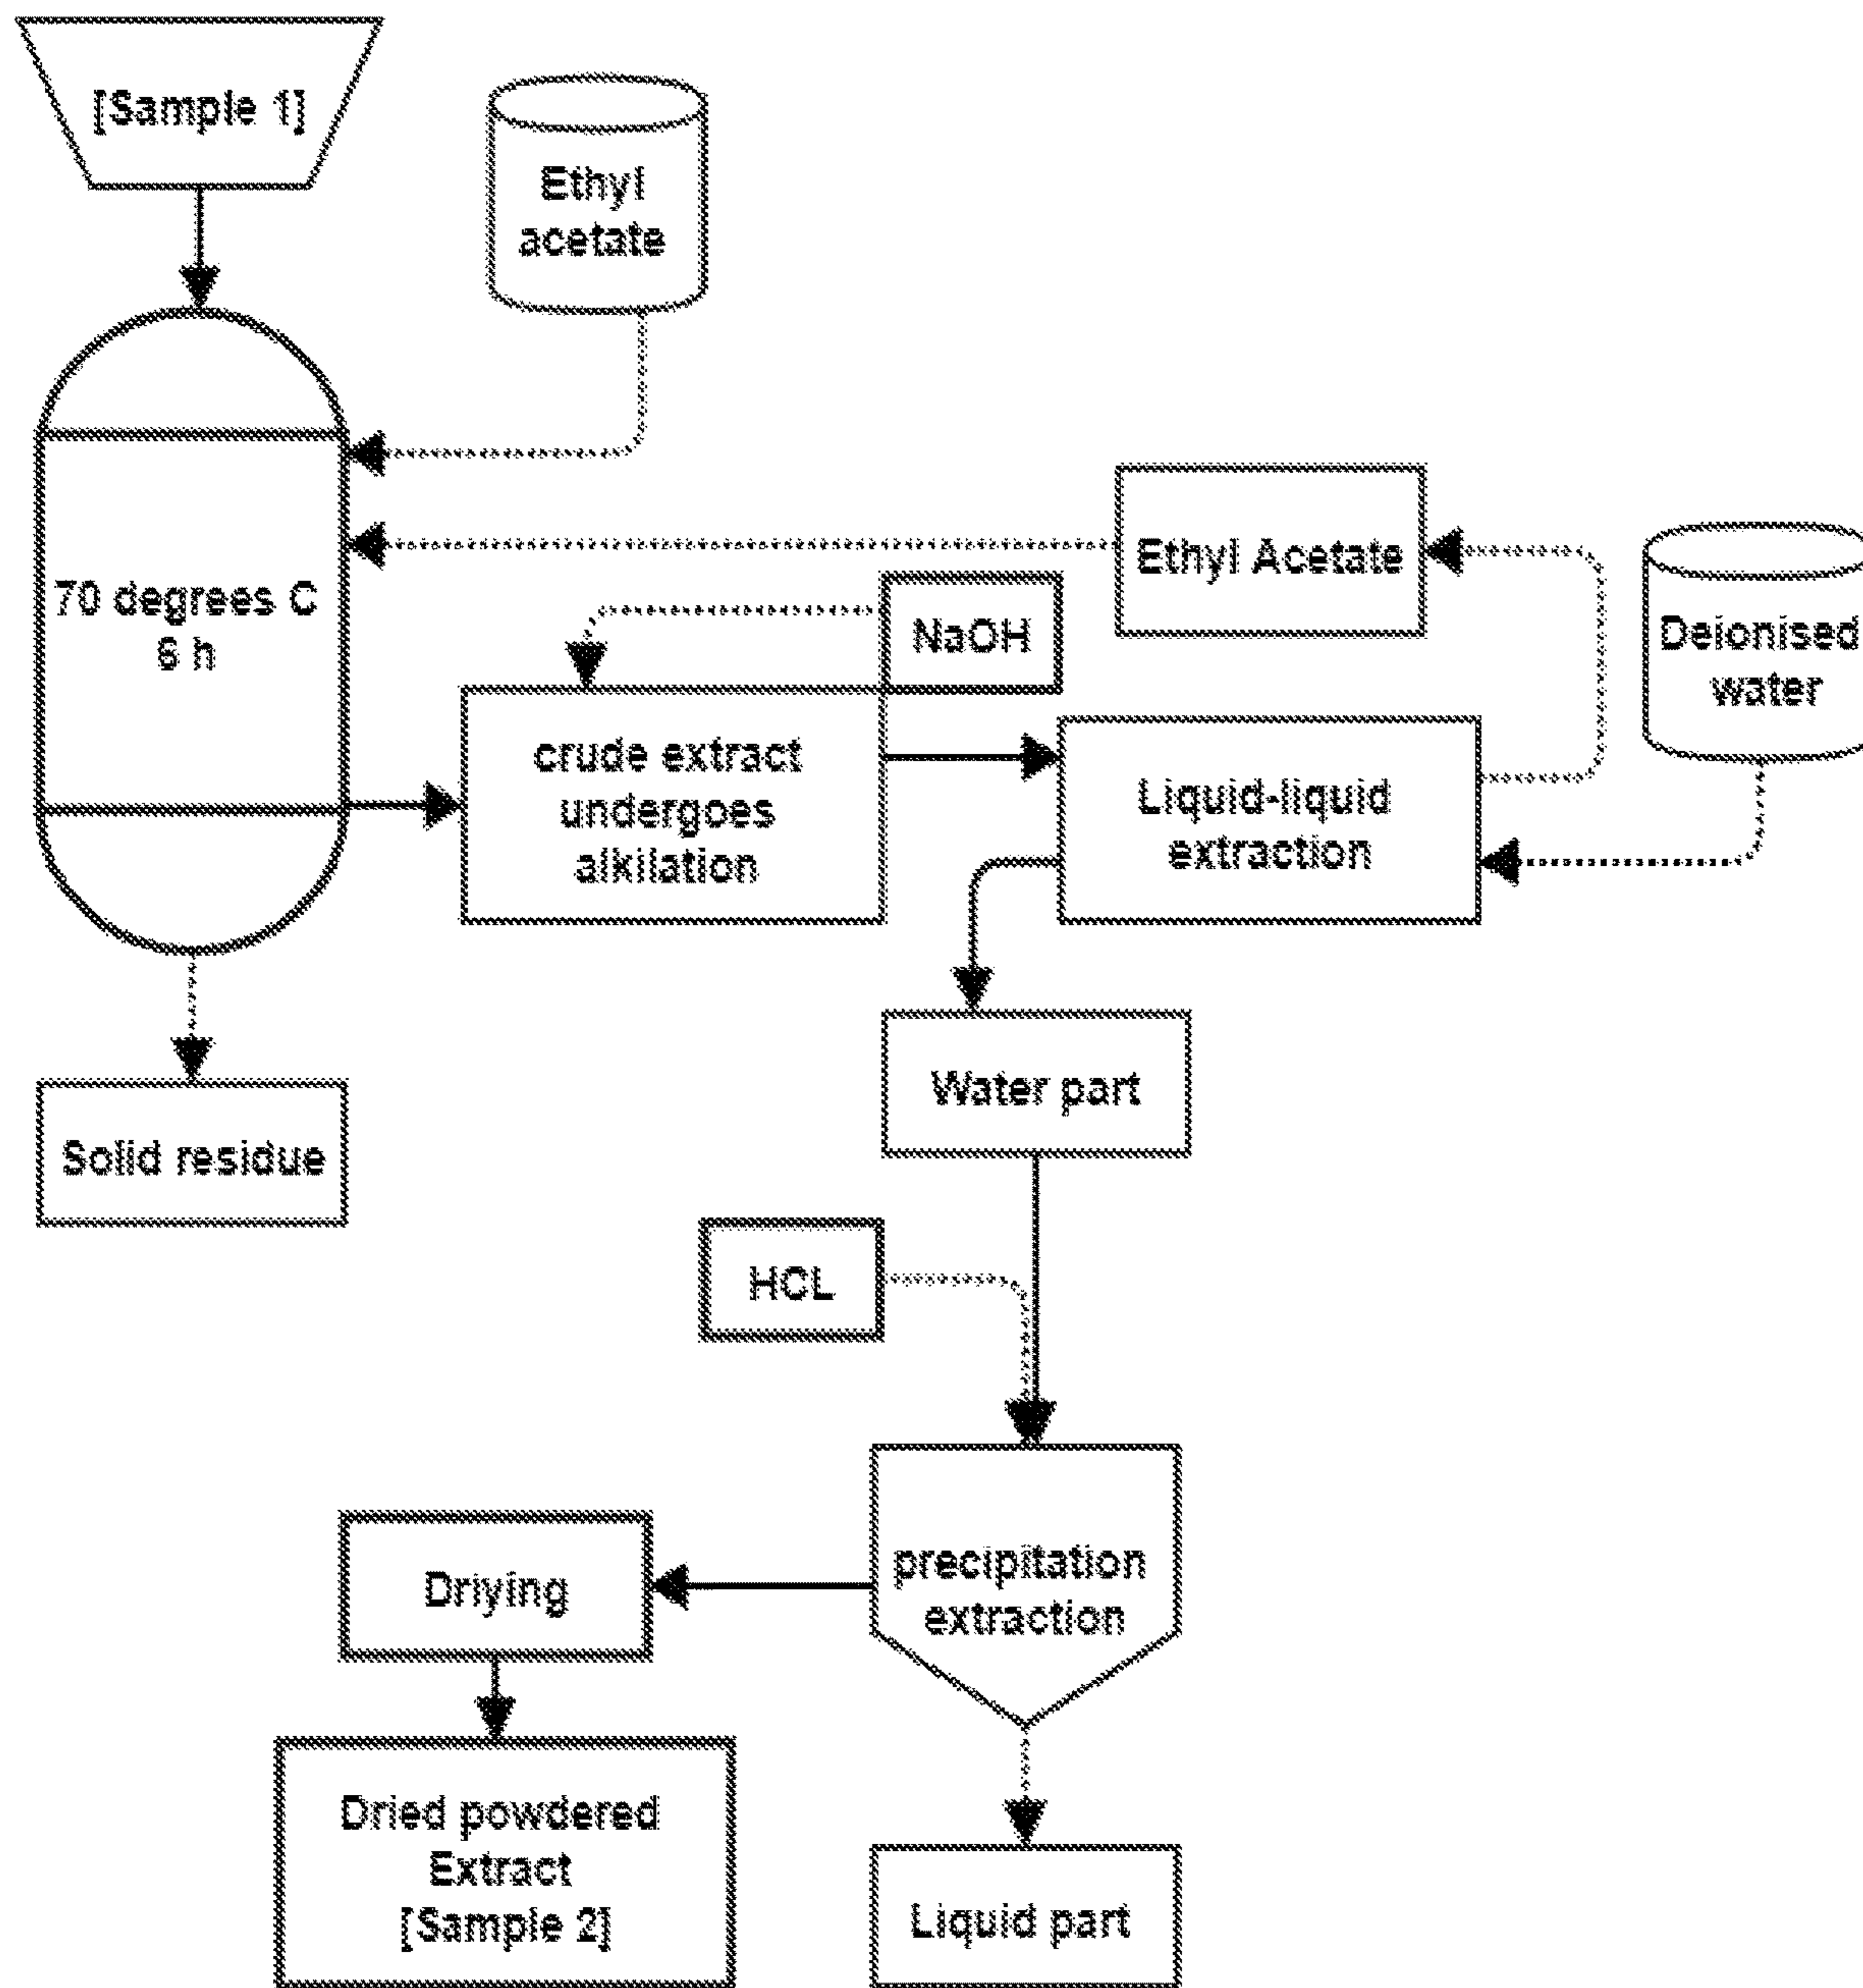 [Sample 1]
Ethyl
acetate
70 degrees C
6 h
Ethyl Acetate
NaOH
Deionised
water
crude extract
undergoes
alkilation
Liquid-liquid
extraction
Water part
Solid residue
HCL
precipitation
extraction
Driying
Dried powdered
Extract
[Sample 2]
Liquid part